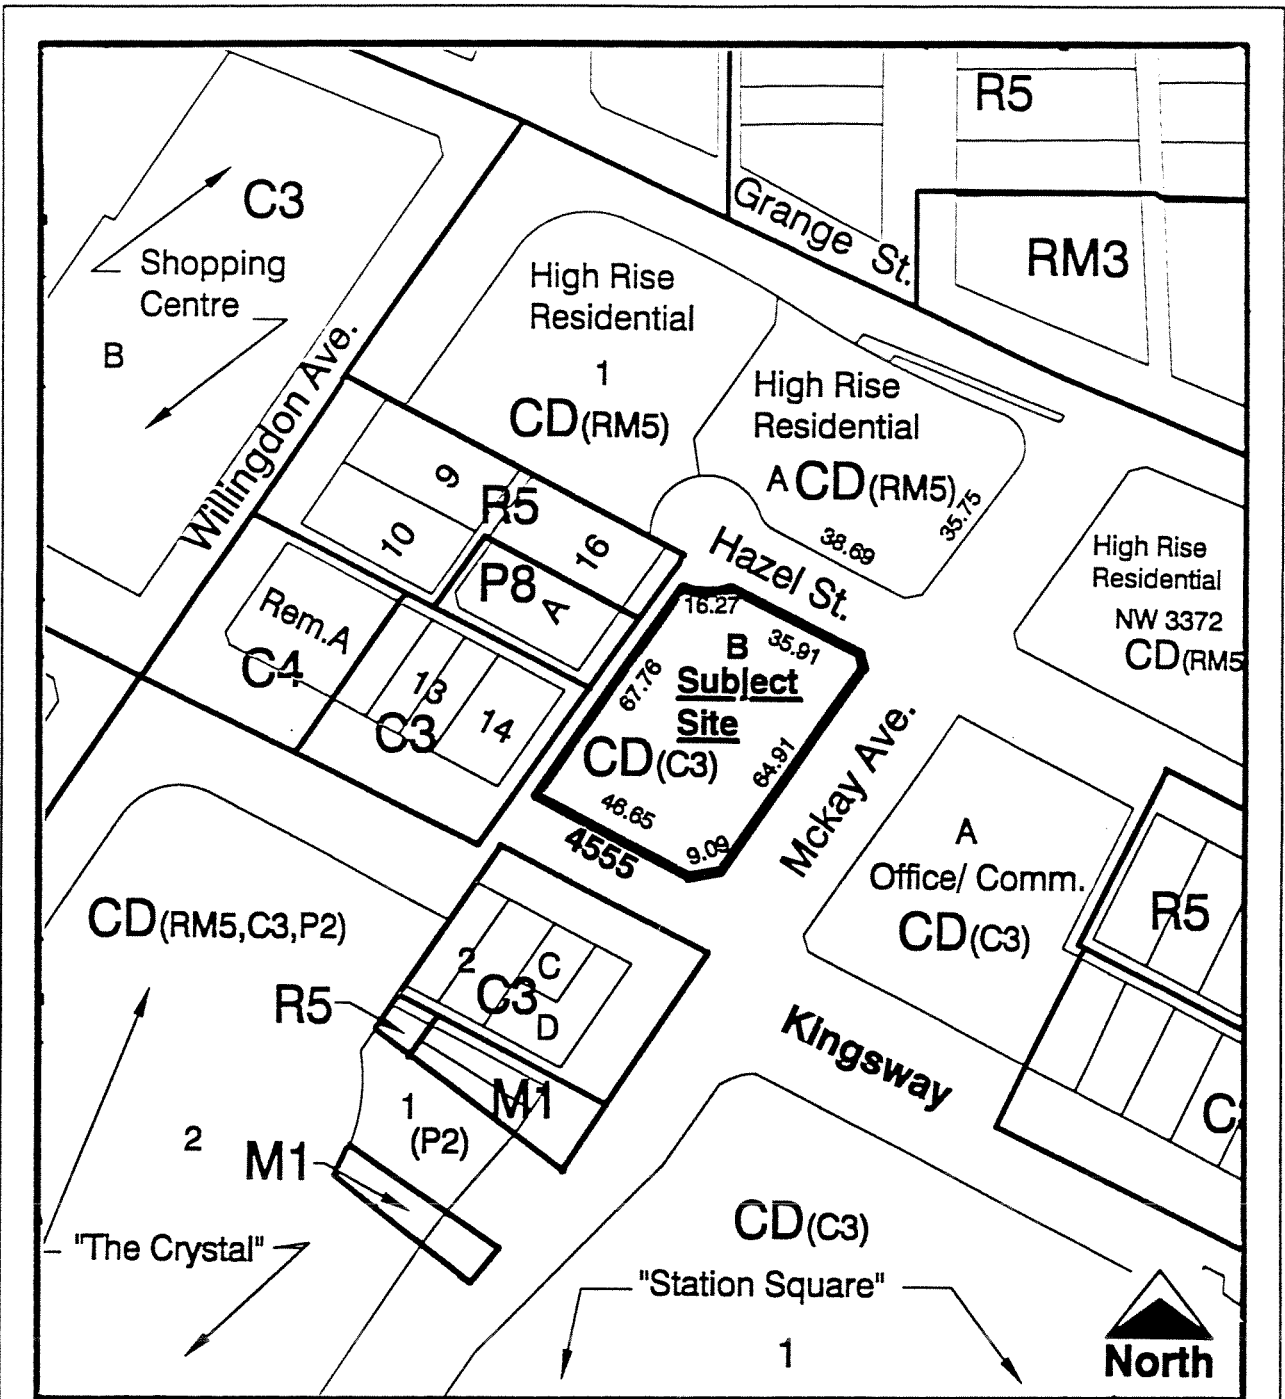 R5
C3
Grange St.
RM3
Shopping
Centre
High Rise
Residential
B
1
CD(RM5)
High Rise
Residential
A CD(RM5)
35.75
38.69
Willingdon Ave.
9
R5
10
16
P8
A
Hazel St.
High Rise
Residential
NW 3372
CD(RM5
Rem.A
C4
13
14
C3
16.27
B
35.91
Subject
Site
67.76
CD(C3)
64.91
46.65
9.09
4555
Mckay Ave.
A
Office/ Comm.
CD(C3)
R5
CD(RM5,C3,P2)
2
C
C3
D
R5
Kingsway
M1
1
(P2)
2
M1
CD(C3)
"The Crystal"
"Station Square"
1
North